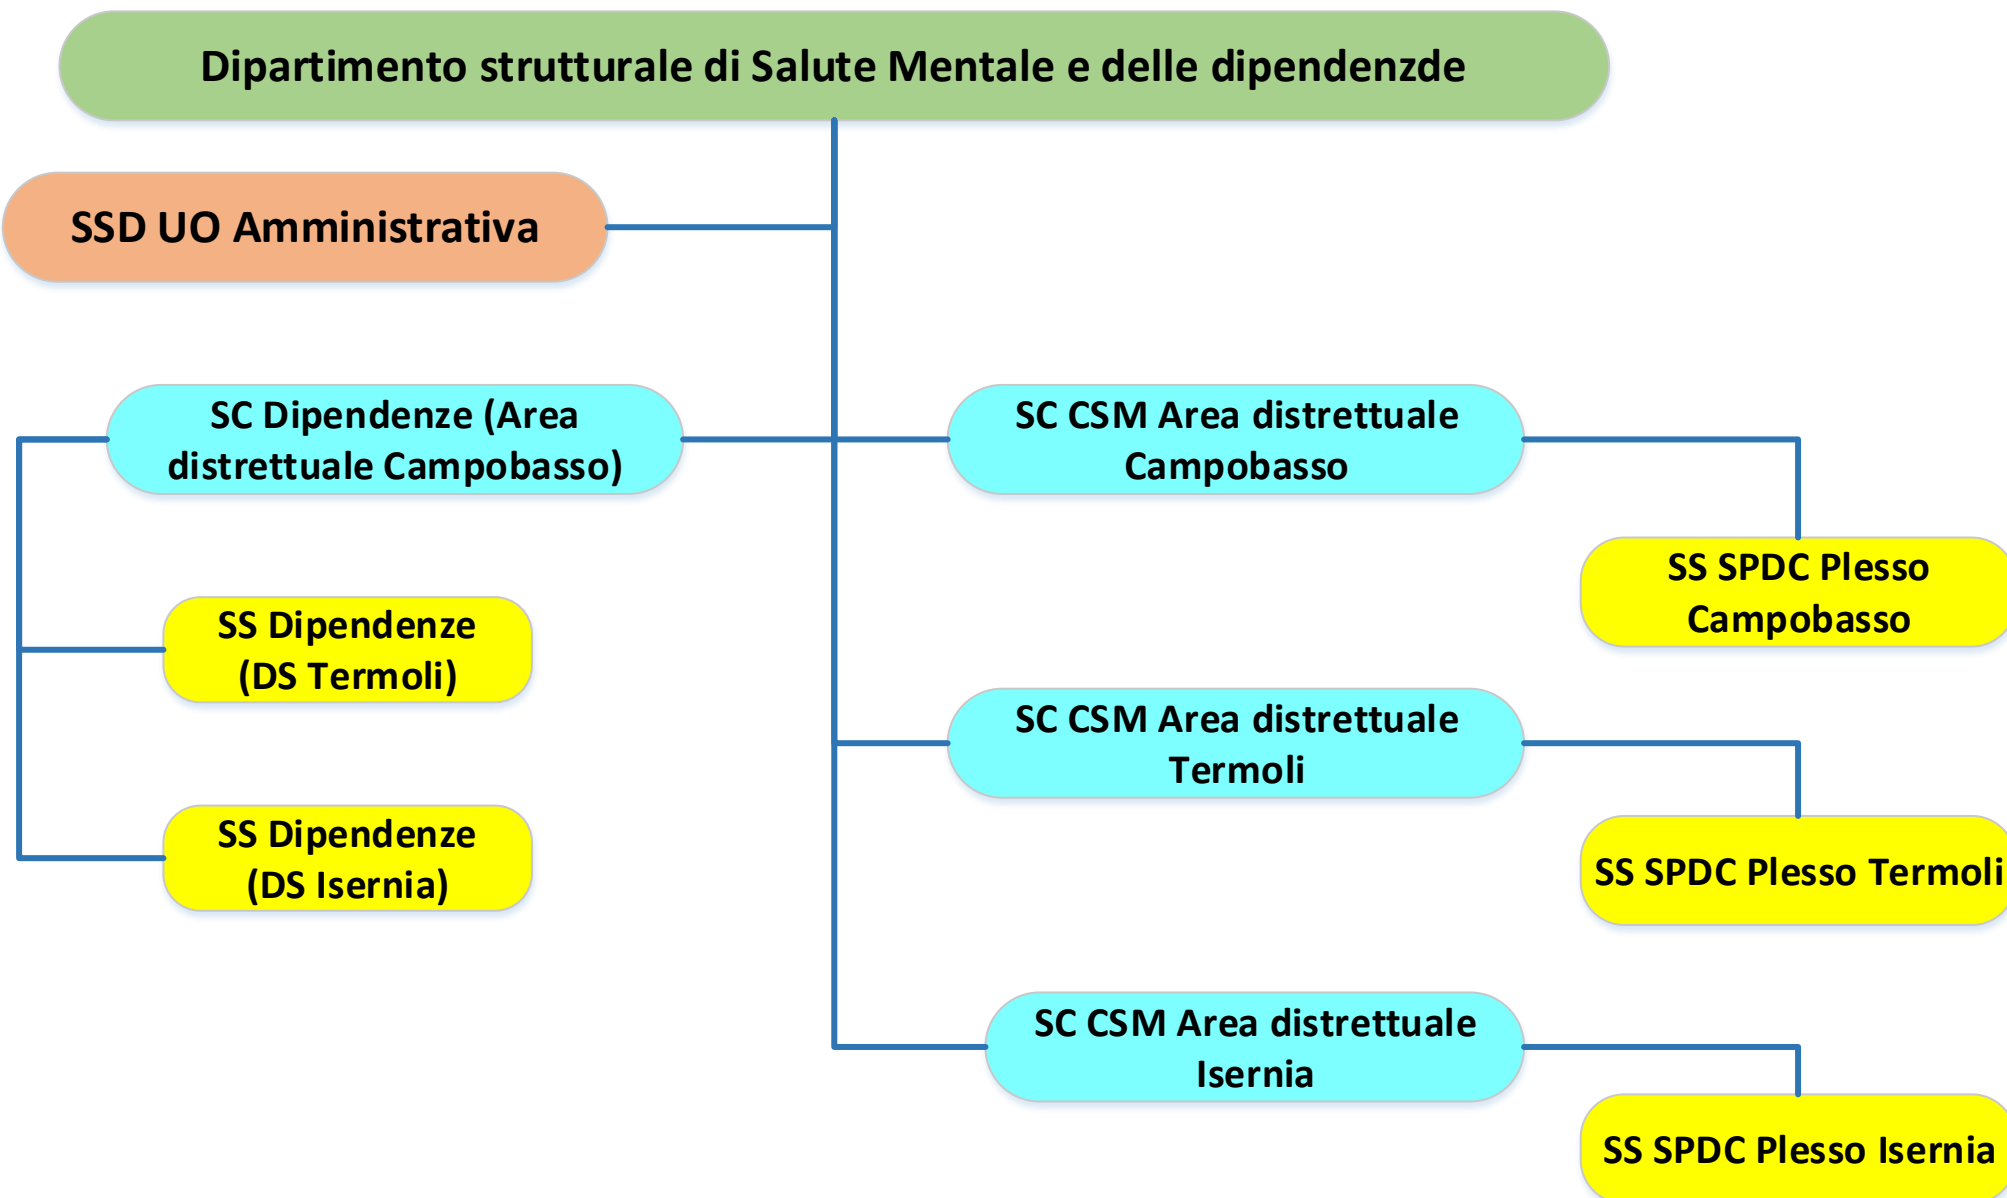 Dipartimento strutturale di Salute Mentale e delle dipendenzde
SSD UO Amministrativa
SC Dipendenze (Area
distrettuale Campobasso)
SC CSM Area distrettuale
Campobasso
SS SPDC Plesso
Campobasso
SS Dipendenze
(DS Termoli)
SC CSM Area distrettuale
Termoli
SS Dipendenze
(DS Isernia)
SS SPDC Plesso Termoli
SC CSM Area distrettuale
Isernia
SS SPDC Plesso Isernia